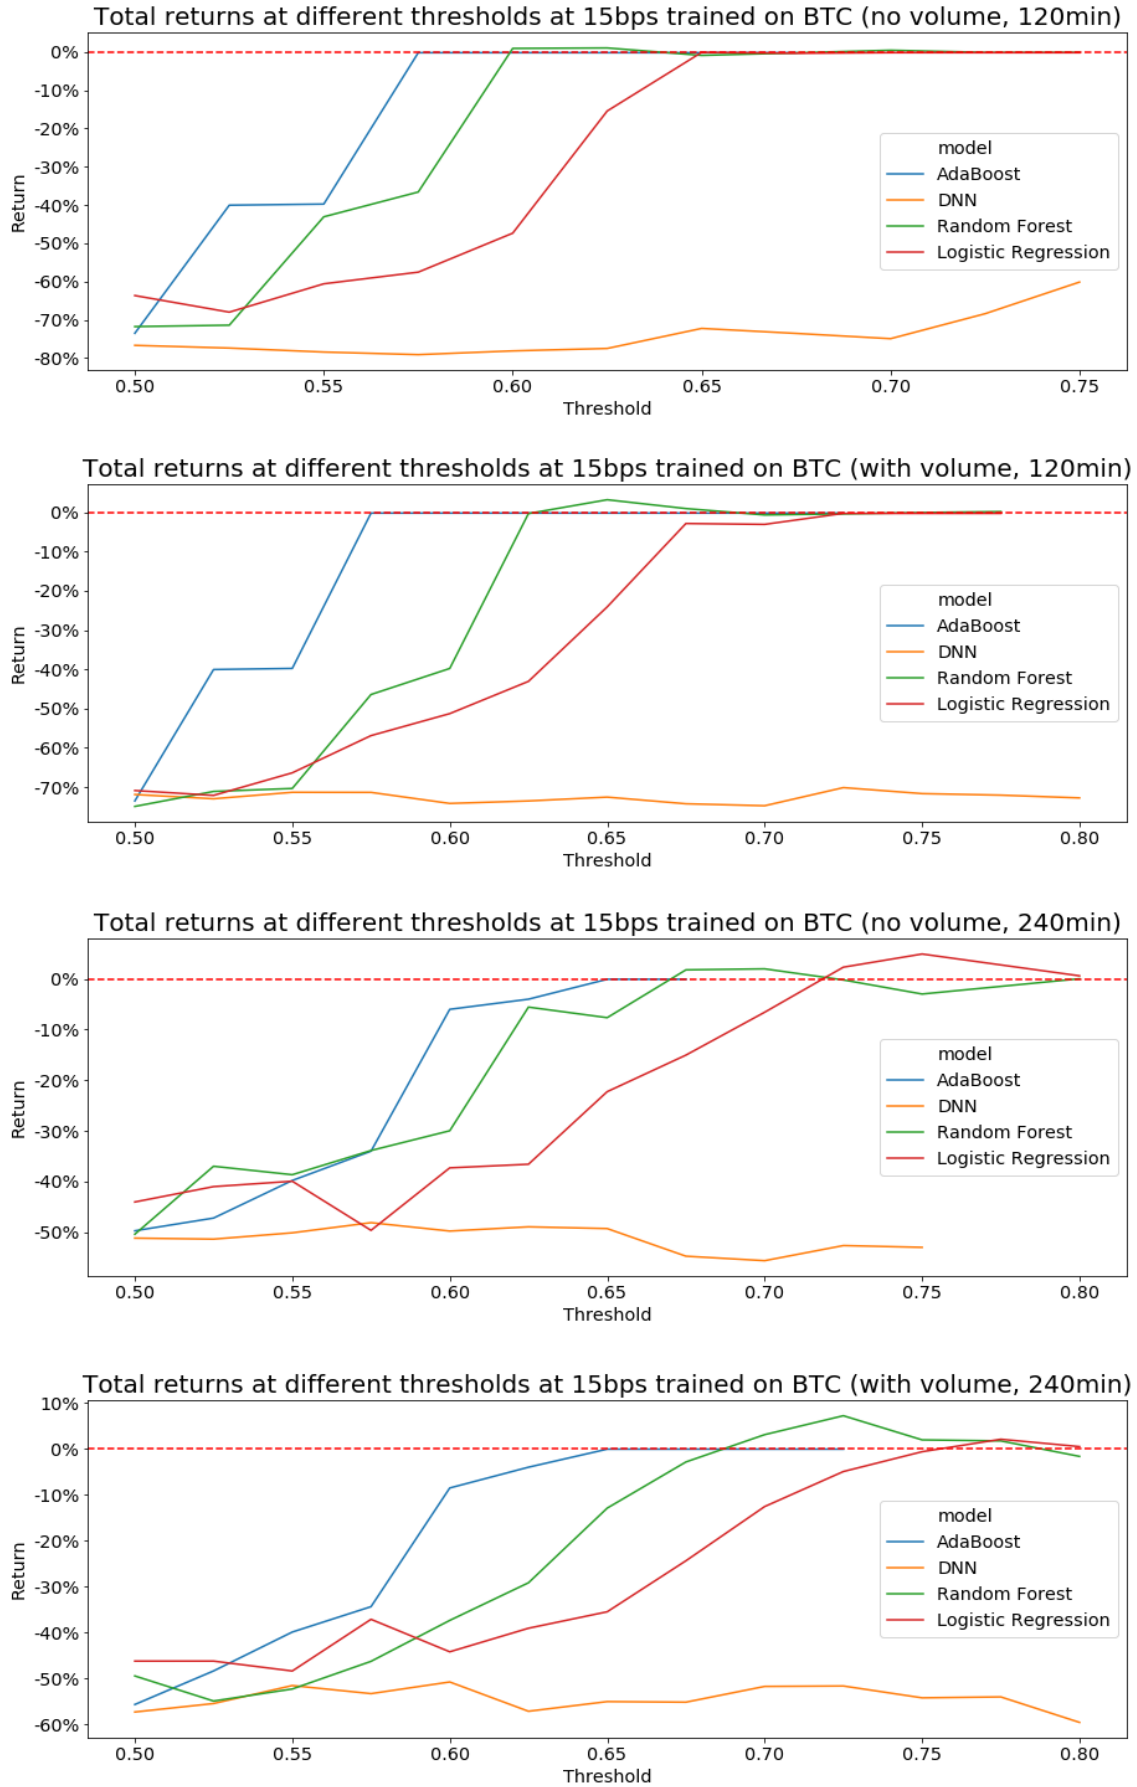 Total returns at different thresholds at 15bps trained on BTC (no volume, 120min)
0%
-10%
-20%
-30%
-40%
-50%
-60%
-70%
-80%
Return
model
AdaBoost
DNN
Random Forest
Logistic Regression
0.50 0.55 0.60 0.65 0.70 0.75
Threshold
Total returns at different thresholds at 15bps trained on BTC (with volume, 120min)
0%
-10%
-20%
-30%
-40%
-50%
-60%
-70%
Return
model
AdaBoost
DNN
Random Forest
Logistic Regression
0.50 0.55 0.60 0.65 0.70 0.75 0.80
Threshold
Total returns at different thresholds at 15bps trained on BTC (no volume, 240min)
0%
-10%
-20%
-30%
-40%
-50%
Return
model
AdaBoost
DNN
Random Forest
Logistic Regression
0.50 0.55 0.60 0.65 0.70 0.75 0.80
Threshold
Total returns at different thresholds at 15bps trained on BTC (with volume, 240min)
10%
0%
-10%
-20%
-30%
-40%
-50%
-60%
Return
model
AdaBoost
DNN
Random Forest
Logistic Regression
0.50 0.55 0.60 0.65 0.70 0.75 0.80
Threshold